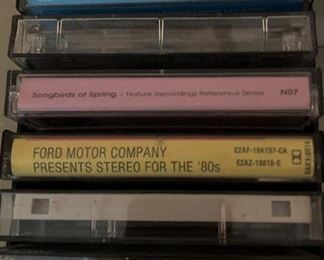 Songbirds of Spring – Nature Recordings Reference Series N07
FORD MOTOR COMPANY E2AF-19A197-CA
PRESENTS STEREO FOR THE '80s E2AZ-18818-E